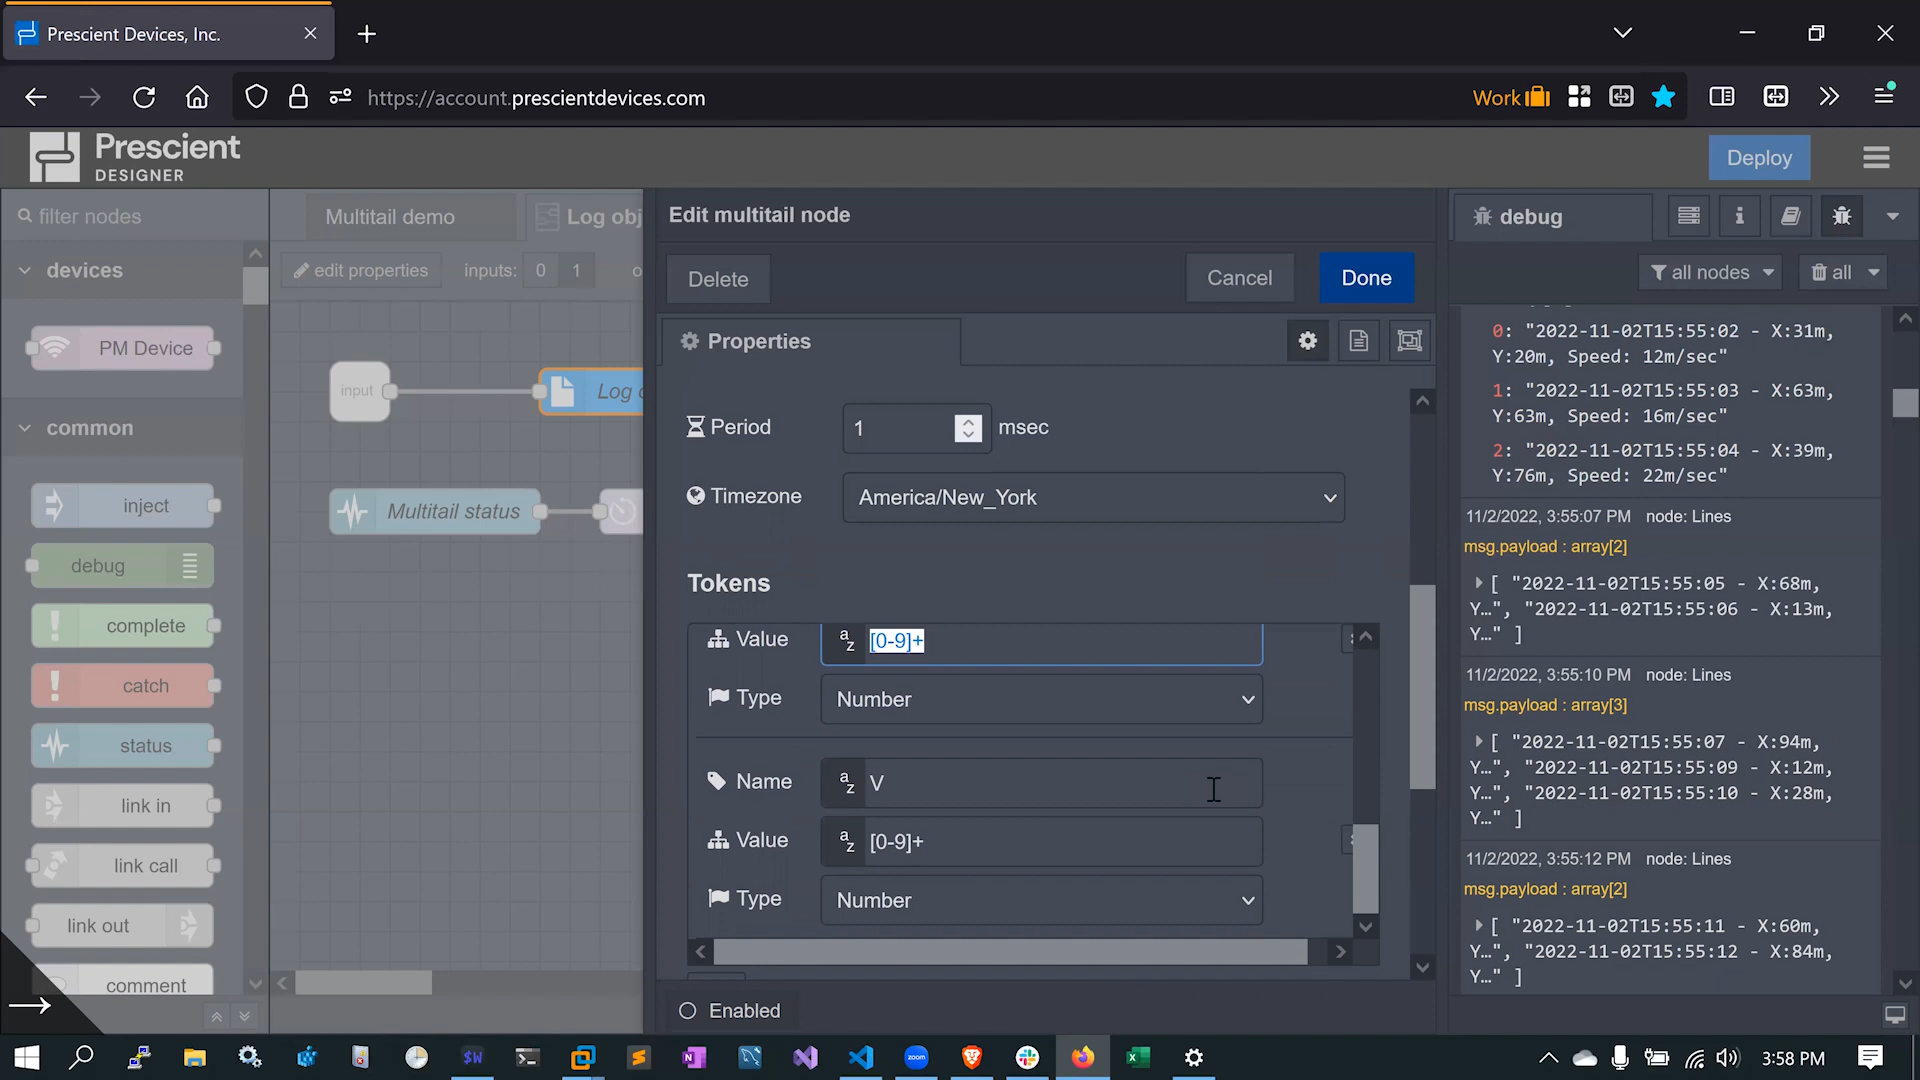 Prescient Devices, Inc.
https://account.prescientdevices.com
Work
Prescient
DESIGNER
Deploy
filter nodes
devices
PM Device
common
inject
debug
complete
catch
status
link in
link call
link out
comment
Multitail demo
Log obj
edit properties
inputs: 0 1
input
Log
Multitail status
Edit multitail node
Delete
Cancel
Done
Properties
Period
1
msec
Timezone
America/New_York
Tokens
Value
[0-9]+
Type
Number
Name
V
Value
[0-9]+
Type
Number
Enabled
debug
all nodes
all
0: "2022-11-02T15:55:02 - X:31m,
Y:20m, Speed: 12m/sec"
1: "2022-11-02T15:55:03 - X:63m,
Y:63m, Speed: 16m/sec"
2: "2022-11-02T15:55:04 - X:39m,
Y:76m, Speed: 22m/sec"
11/2/2022, 3:55:07 PM node: Lines
msg.payload : array[2]
[ "2022-11-02T15:55:05 - X:68m,
Y…", "2022-11-02T15:55:06 - X:13m,
Y…" ]
11/2/2022, 3:55:10 PM node: Lines
msg.payload : array[3]
[ "2022-11-02T15:55:07 - X:94m,
Y…", "2022-11-02T15:55:09 - X:12m,
Y…", "2022-11-02T15:55:10 - X:28m,
Y…" ]
11/2/2022, 3:55:12 PM node: Lines
msg.payload : array[2]
[ "2022-11-02T15:55:11 - X:60m,
Y…", "2022-11-02T15:55:12 - X:84m,
Y…" ]
3:58 PM